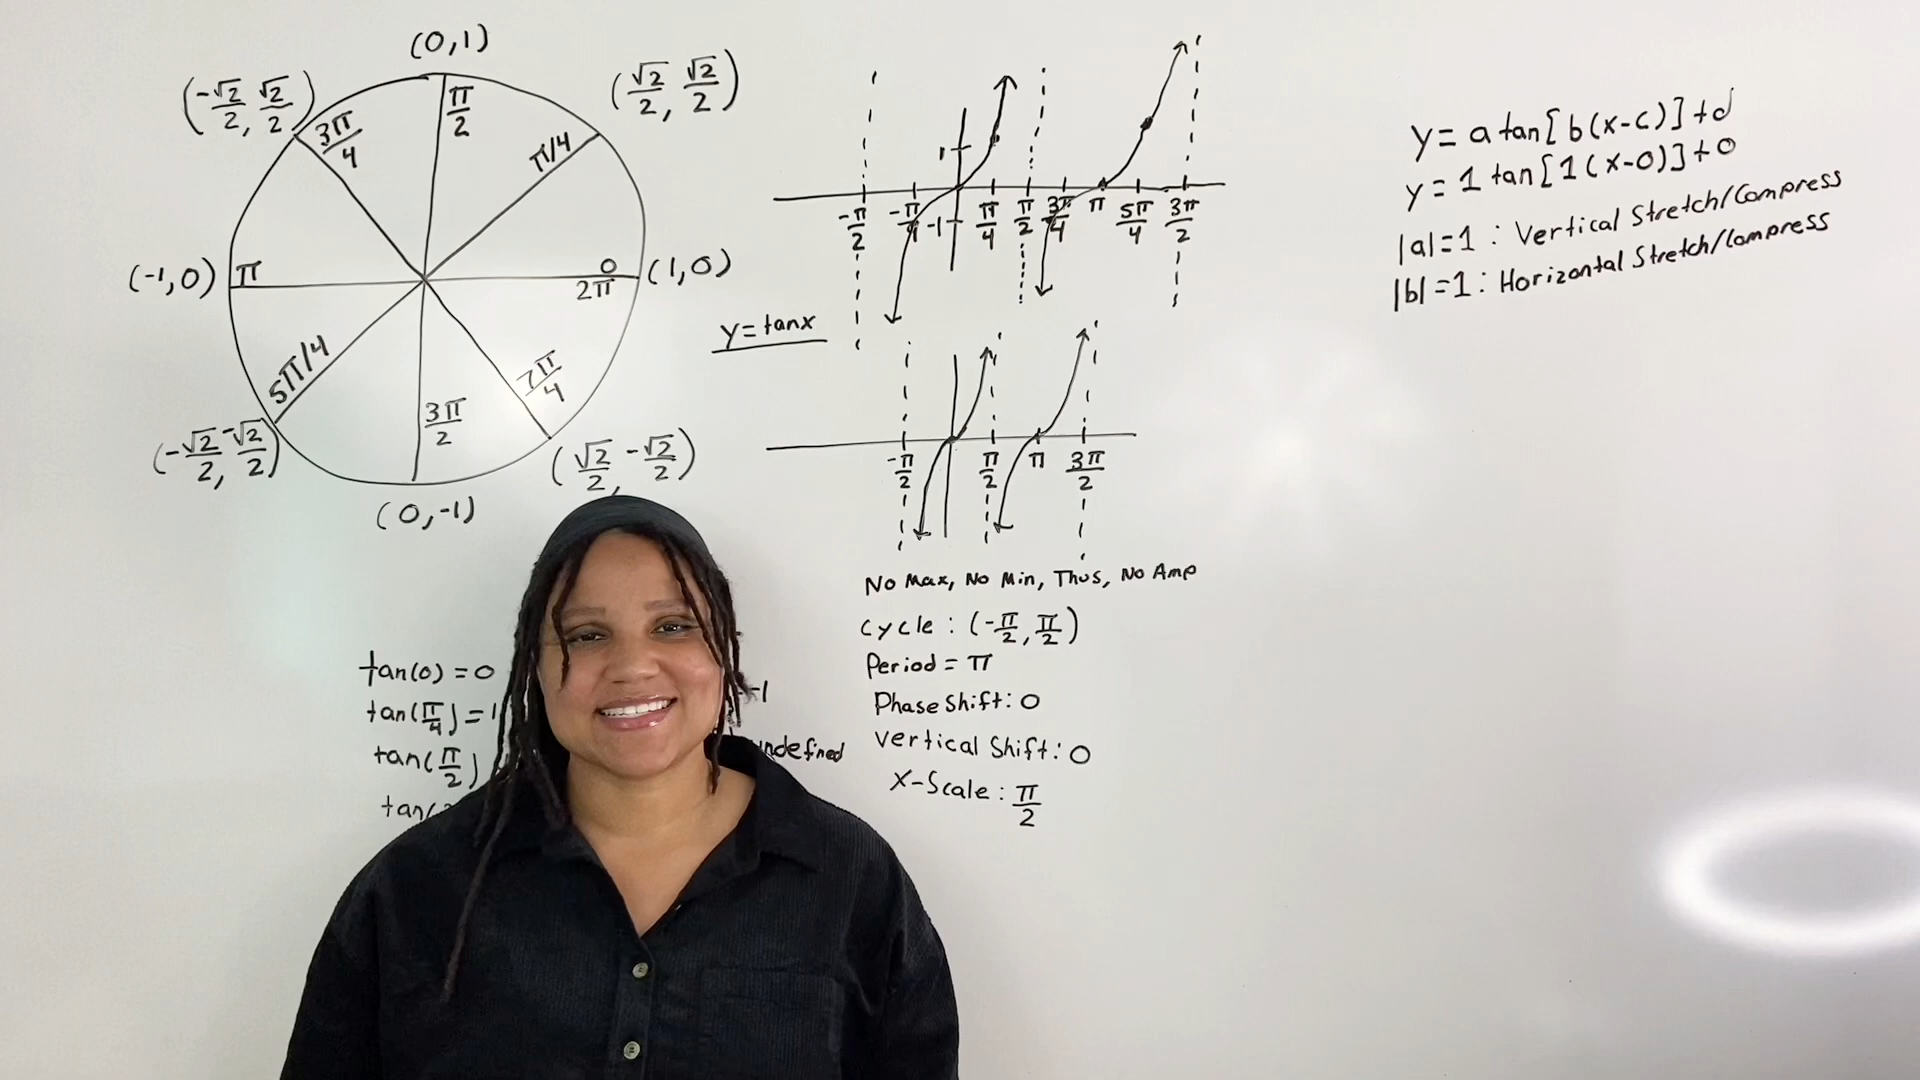 (0,1)
(-√2/2, √2/2)
(√2/2, √2/2)
3π/4
π/2
π/4
(-1,0)
π
0
2π
(1,0)
5π/4
3π/2
7π/4
(-√2/2, -√2/2)
(√2/2, -√2/2)
(0,-1)
tan(0)=0
tan(π/4)=1
tan(π/2)
tan(
-1
undefined
1
-π/2 -π/4 -1 π/4 π/2 3π/4 π 5π/4 3π/2
y=tanx
-π/2 π/2 π 3π/2
No Max, No Min, Thus, No Amp
Cycle: (-π/2, π/2)
Period = π
Phase Shift: 0
Vertical Shift: 0
X-Scale: π/2
y= a tan[b(x-c)]+d
y= 1 tan[1(x-0)]+0
|a|=1: Vertical Stretch/Compress
|b|=1: Horizontal Stretch/Compress